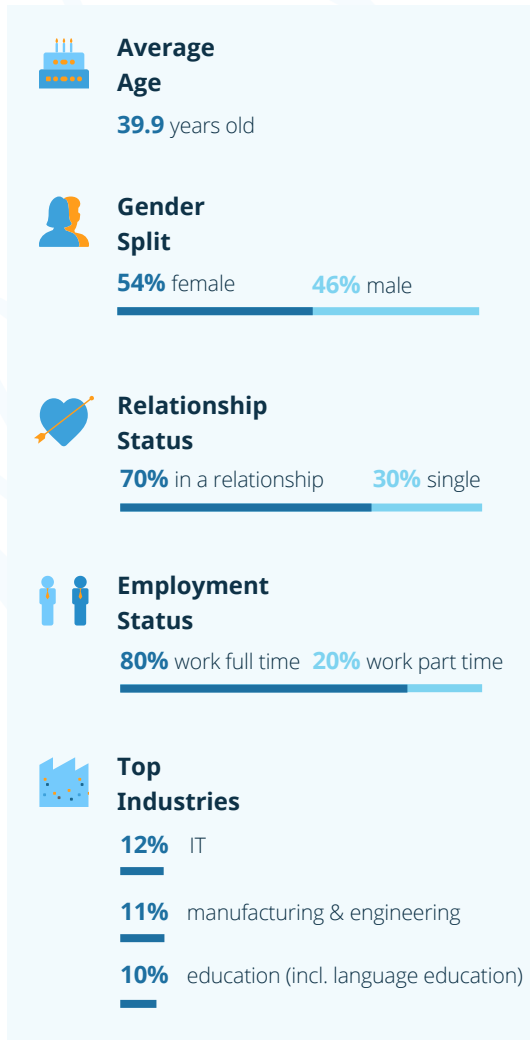 Average
Age
39.9 years old
Gender
Split
54% female 46% male
Relationship
Status
70% in a relationship 30% single
Employment
Status
80% work full time 20% work part time
Top
Industries
12% IT
11% manufacturing & engineering
10% education (incl. language education)